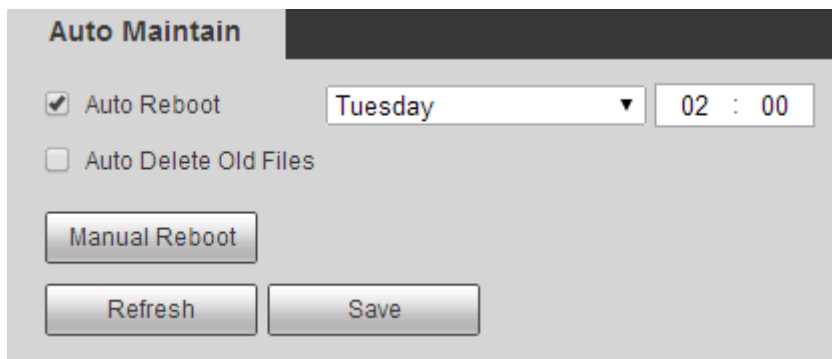 Auto Maintain
Auto Reboot Tuesday 02 : 00
Auto Delete Old Files
Manual Reboot
Refresh Save